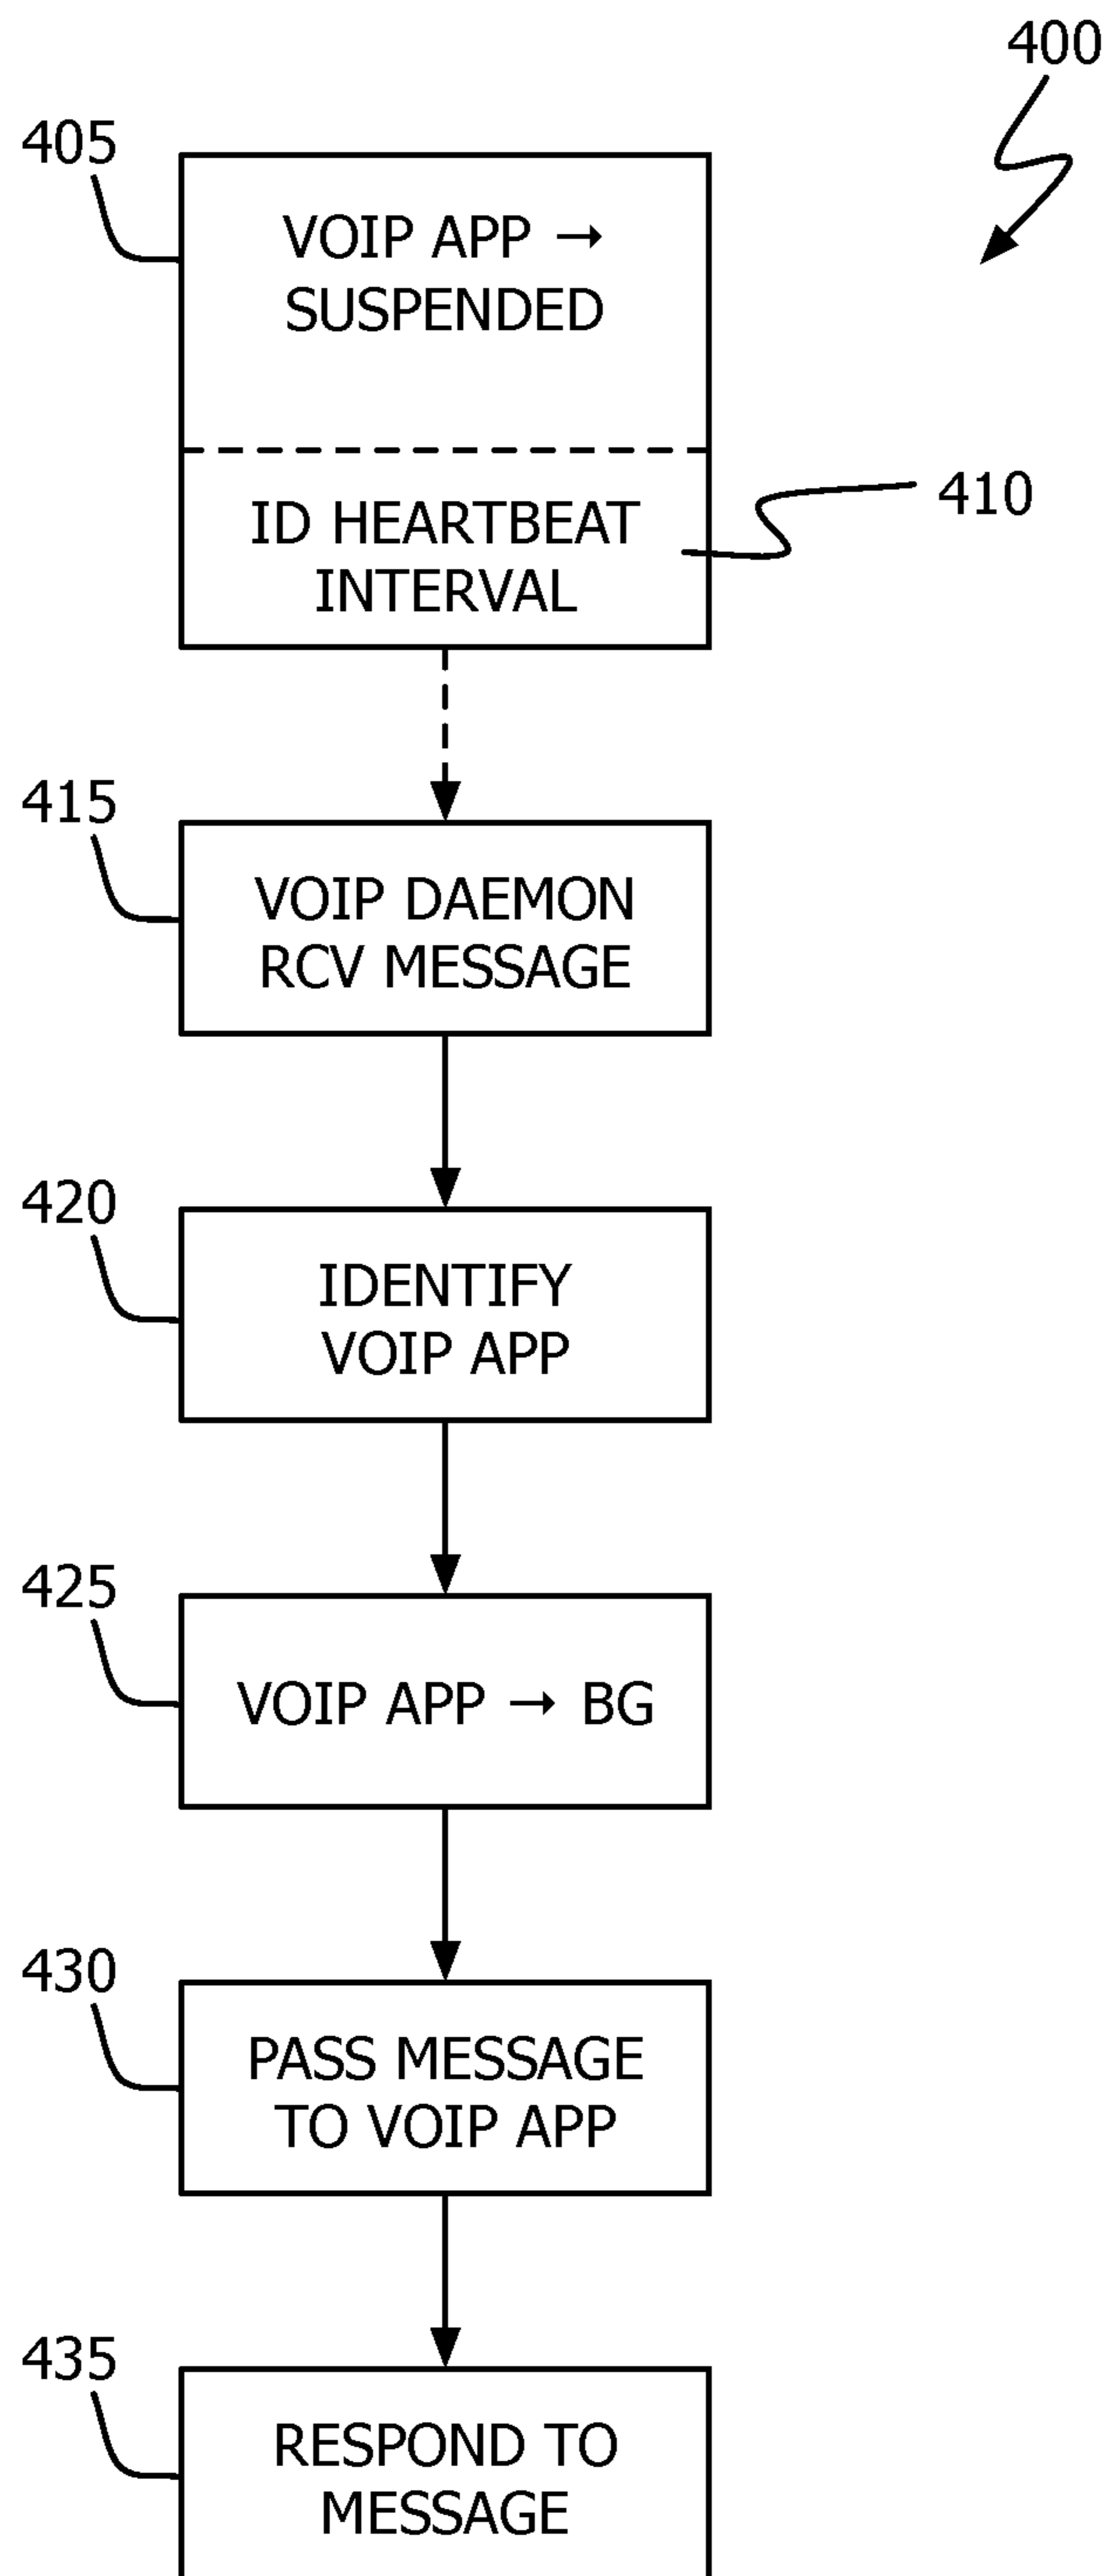 400
405
VOIP APP →
SUSPENDED
ID HEARTBEAT
INTERVAL
410
415
VOIP DAEMON
RCV MESSAGE
420
IDENTIFY
VOIP APP
425
VOIP APP → BG
430
PASS MESSAGE
TO VOIP APP
435
RESPOND TO
MESSAGE